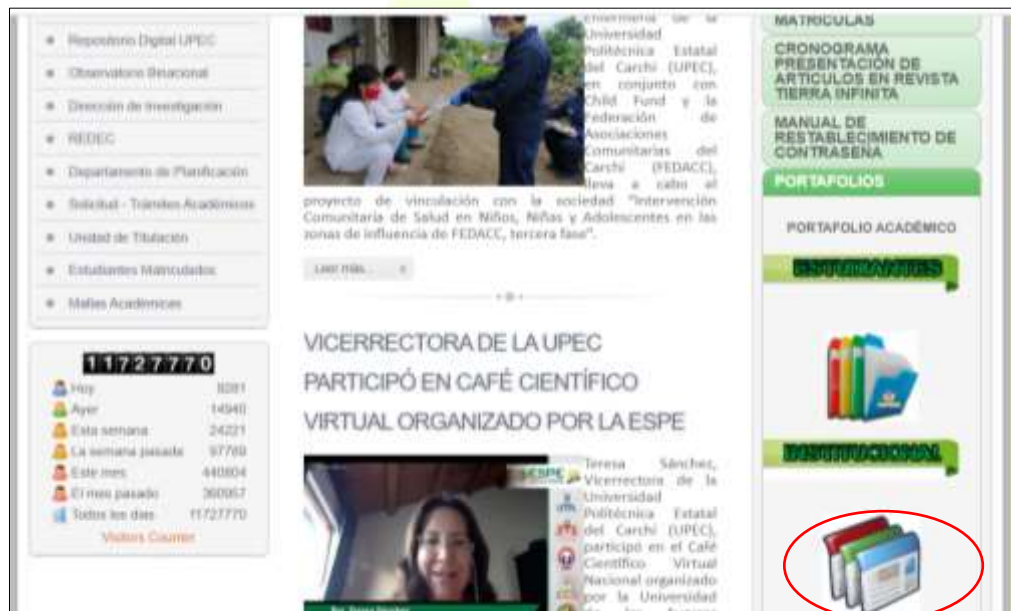 Repositorio Digital UPEC
Observatorio Binacional
Dirección de Investigación
REDEC
Departamento de Planificación
Solicitud - Trámites Académicos
Unidad de Titulación
Estudiantes Matriculados
Mallas Académicas
11727770
Hoy 9281
Ayer 14940
Esta semana 24221
La semana pasada 97789
Este mes 440804
El mes pasado 360957
Todos los días 11727770
Visitors Counter
Enfermería de la
Universidad
Politécnica Estatal
del Carchi (UPEC),
en conjunto con
Child Fund y la
Federación de
Asociaciones
Comunitarias del
Carchi (FEDACC),
lleva a cabo el
proyecto de vinculación con la sociedad "Intervención
Comunitaria de Salud en Niños, Niñas y Adolescentes en las
zonas de influencia de FEDACC, tercera fase".
Leer más...
VICERRECTORA DE LA UPEC
PARTICIPÓ EN CAFÉ CIENTÍFICO
VIRTUAL ORGANIZADO POR LA ESPE
ESPE
Teresa Sánchez,
Vicerrectora de la
Universidad
Politécnica Estatal
del Carchi (UPEC),
participó en el Café
Científico Virtual
Nacional organizado
por la Universidad
MATRICULAS
CRONOGRAMA
PRESENTACIÓN DE
ARTICULOS EN REVISTA
TIERRA INFINITA
MANUAL DE
RESTABLECIMIENTO DE
CONTRASEÑA
PORTAFOLIOS
PORTAFOLIO ACADÉMICO
ESTUDIANTES
INSTITUCIONAL